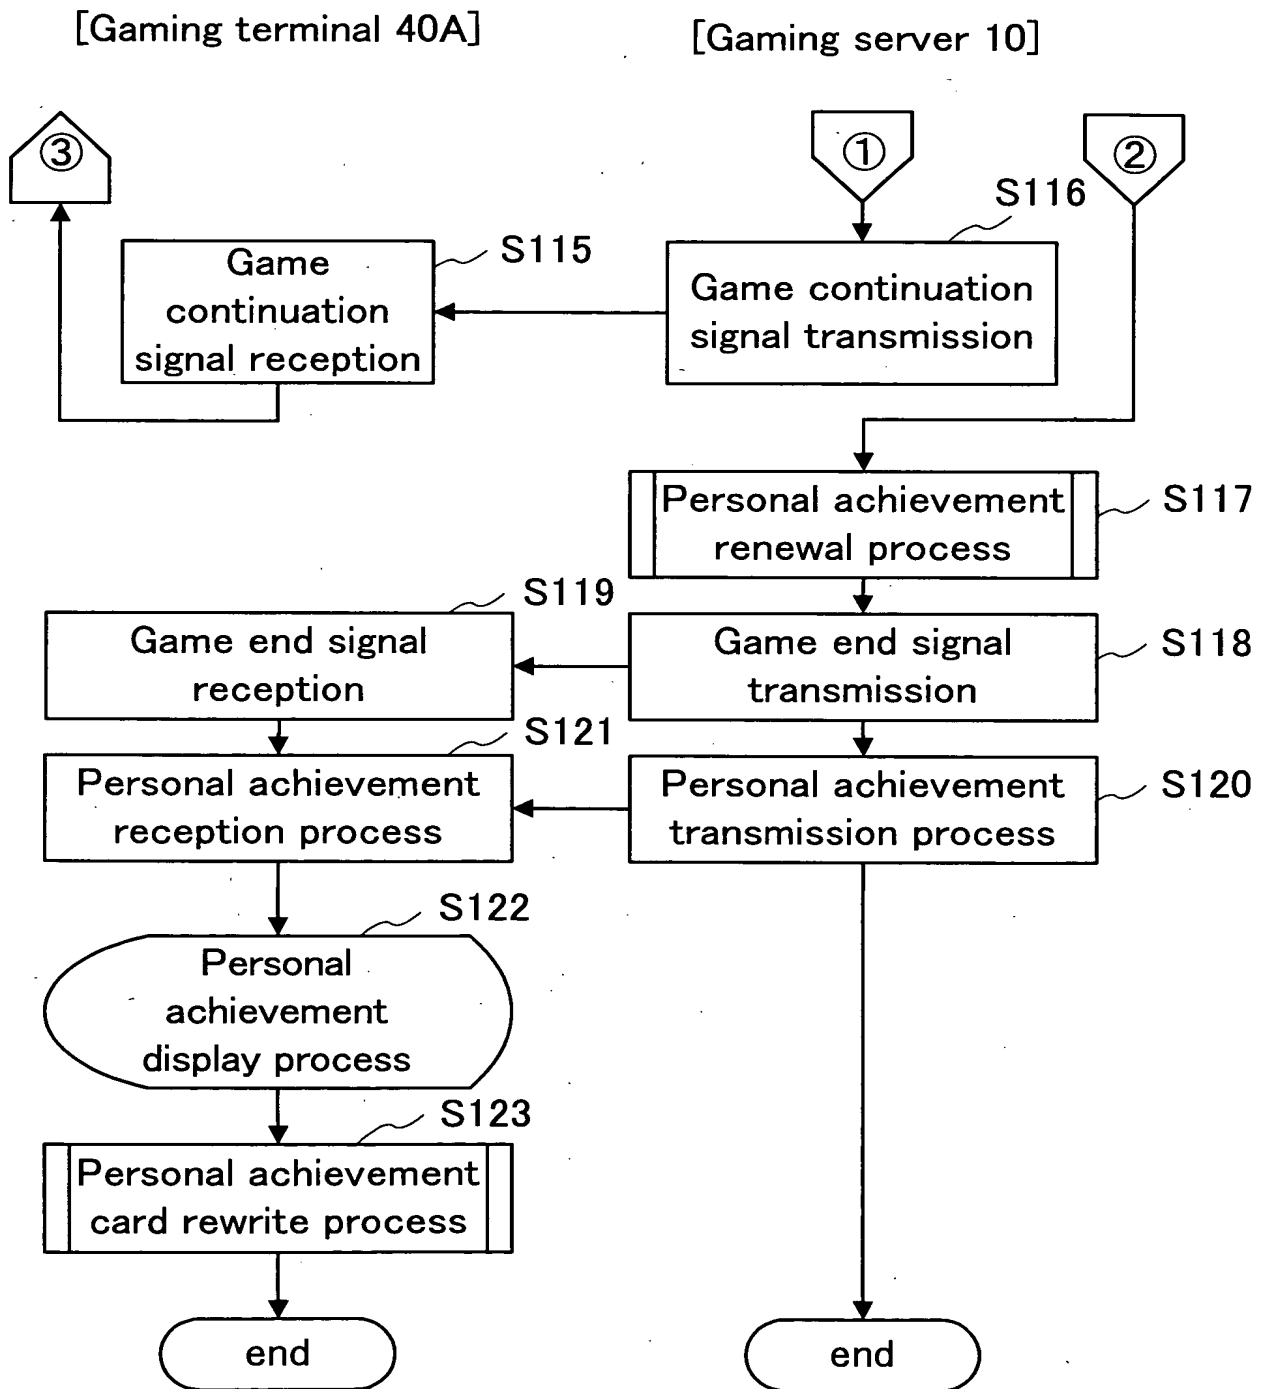 [Gaming terminal 40A]
[Gaming server 10]
③
①
②
S116
Game
continuation
signal reception
S115
Game continuation
signal transmission
Personal achievement
renewal process
S117
S119
Game end signal
reception
Game end signal
transmission
S118
S121
Personal achievement
reception process
Personal achievement
transmission process
S120
S122
Personal
achievement
display process
S123
Personal achievement
card rewrite process
end
end